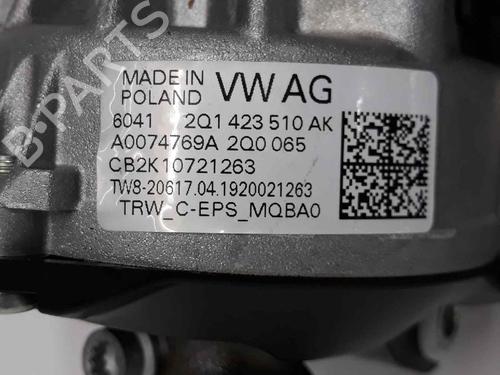 B-PARTS
MADE IN POLAND VW AG
6041 2Q1 423 510 AK
A0074769A 2Q0 065
CB2K10721263
TW8-20617.04.1920021263
TRW_C-EPS_MQBA0